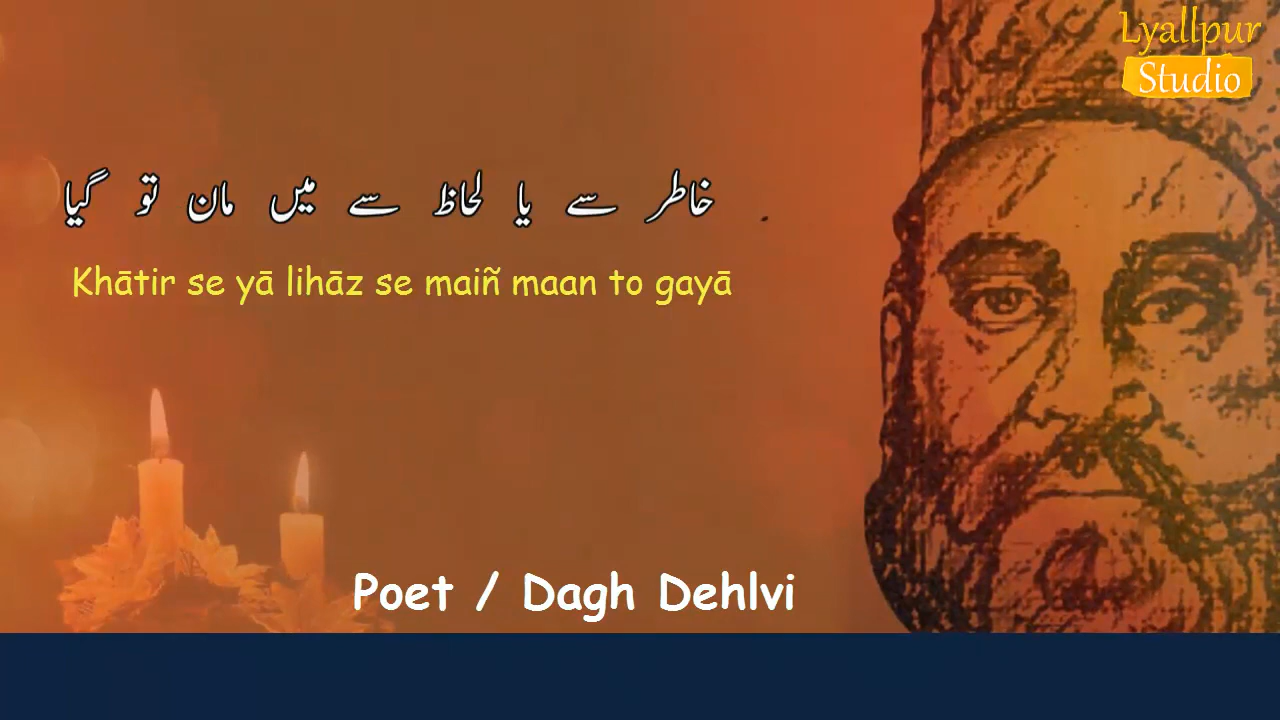 Lyallpur
Studio
خاطر سے یا لحاظ سے میں مان تو گیا
Khātir se yā lihāz se maiñ maan to gayā
Poet / Dagh Dehlvi